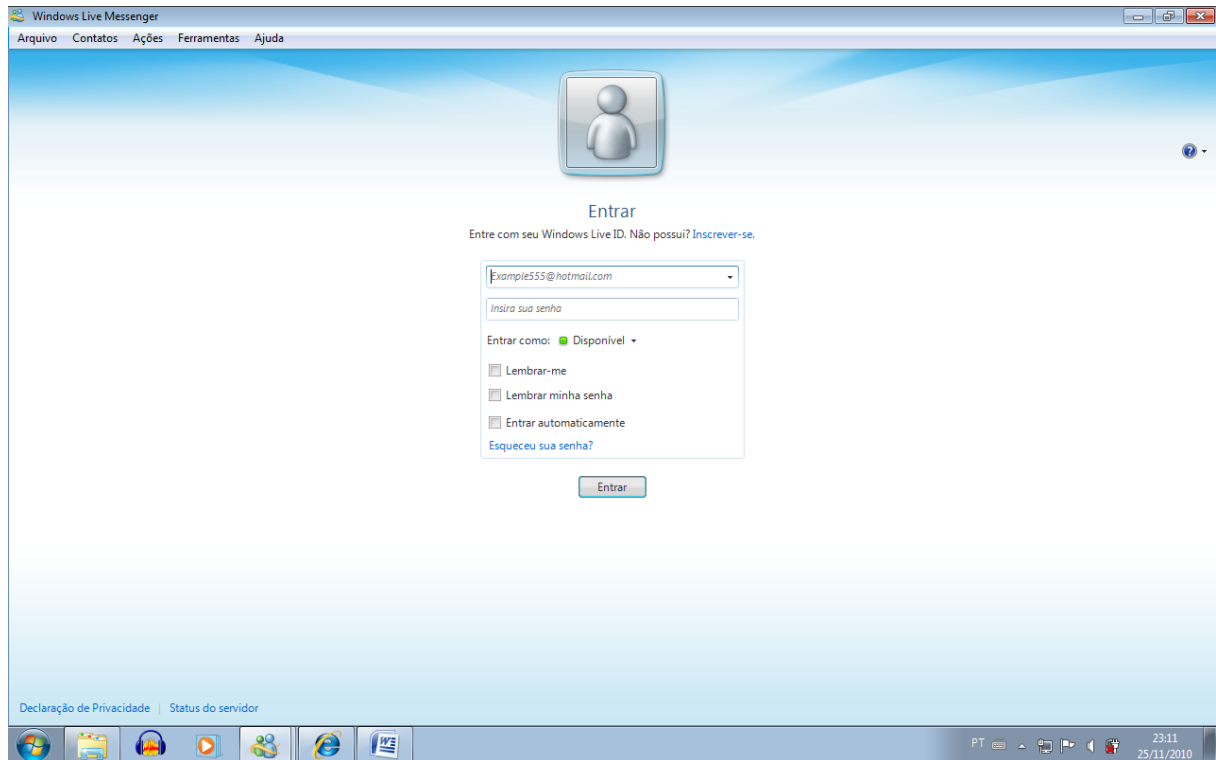 Windows Live Messenger
Arquivo Contatos Ações Ferramentas Ajuda
Entrar
Entre com seu Windows Live ID. Não possui? Inscrever-se.
Example555@hotmail.com
Insira sua senha
Entrar como: Disponível
Lembrar-me
Lembrar minha senha
Entrar automaticamente
Esqueceu sua senha?
Entrar
Declaração de Privacidade | Status do servidor
PT
23:11
25/11/2010